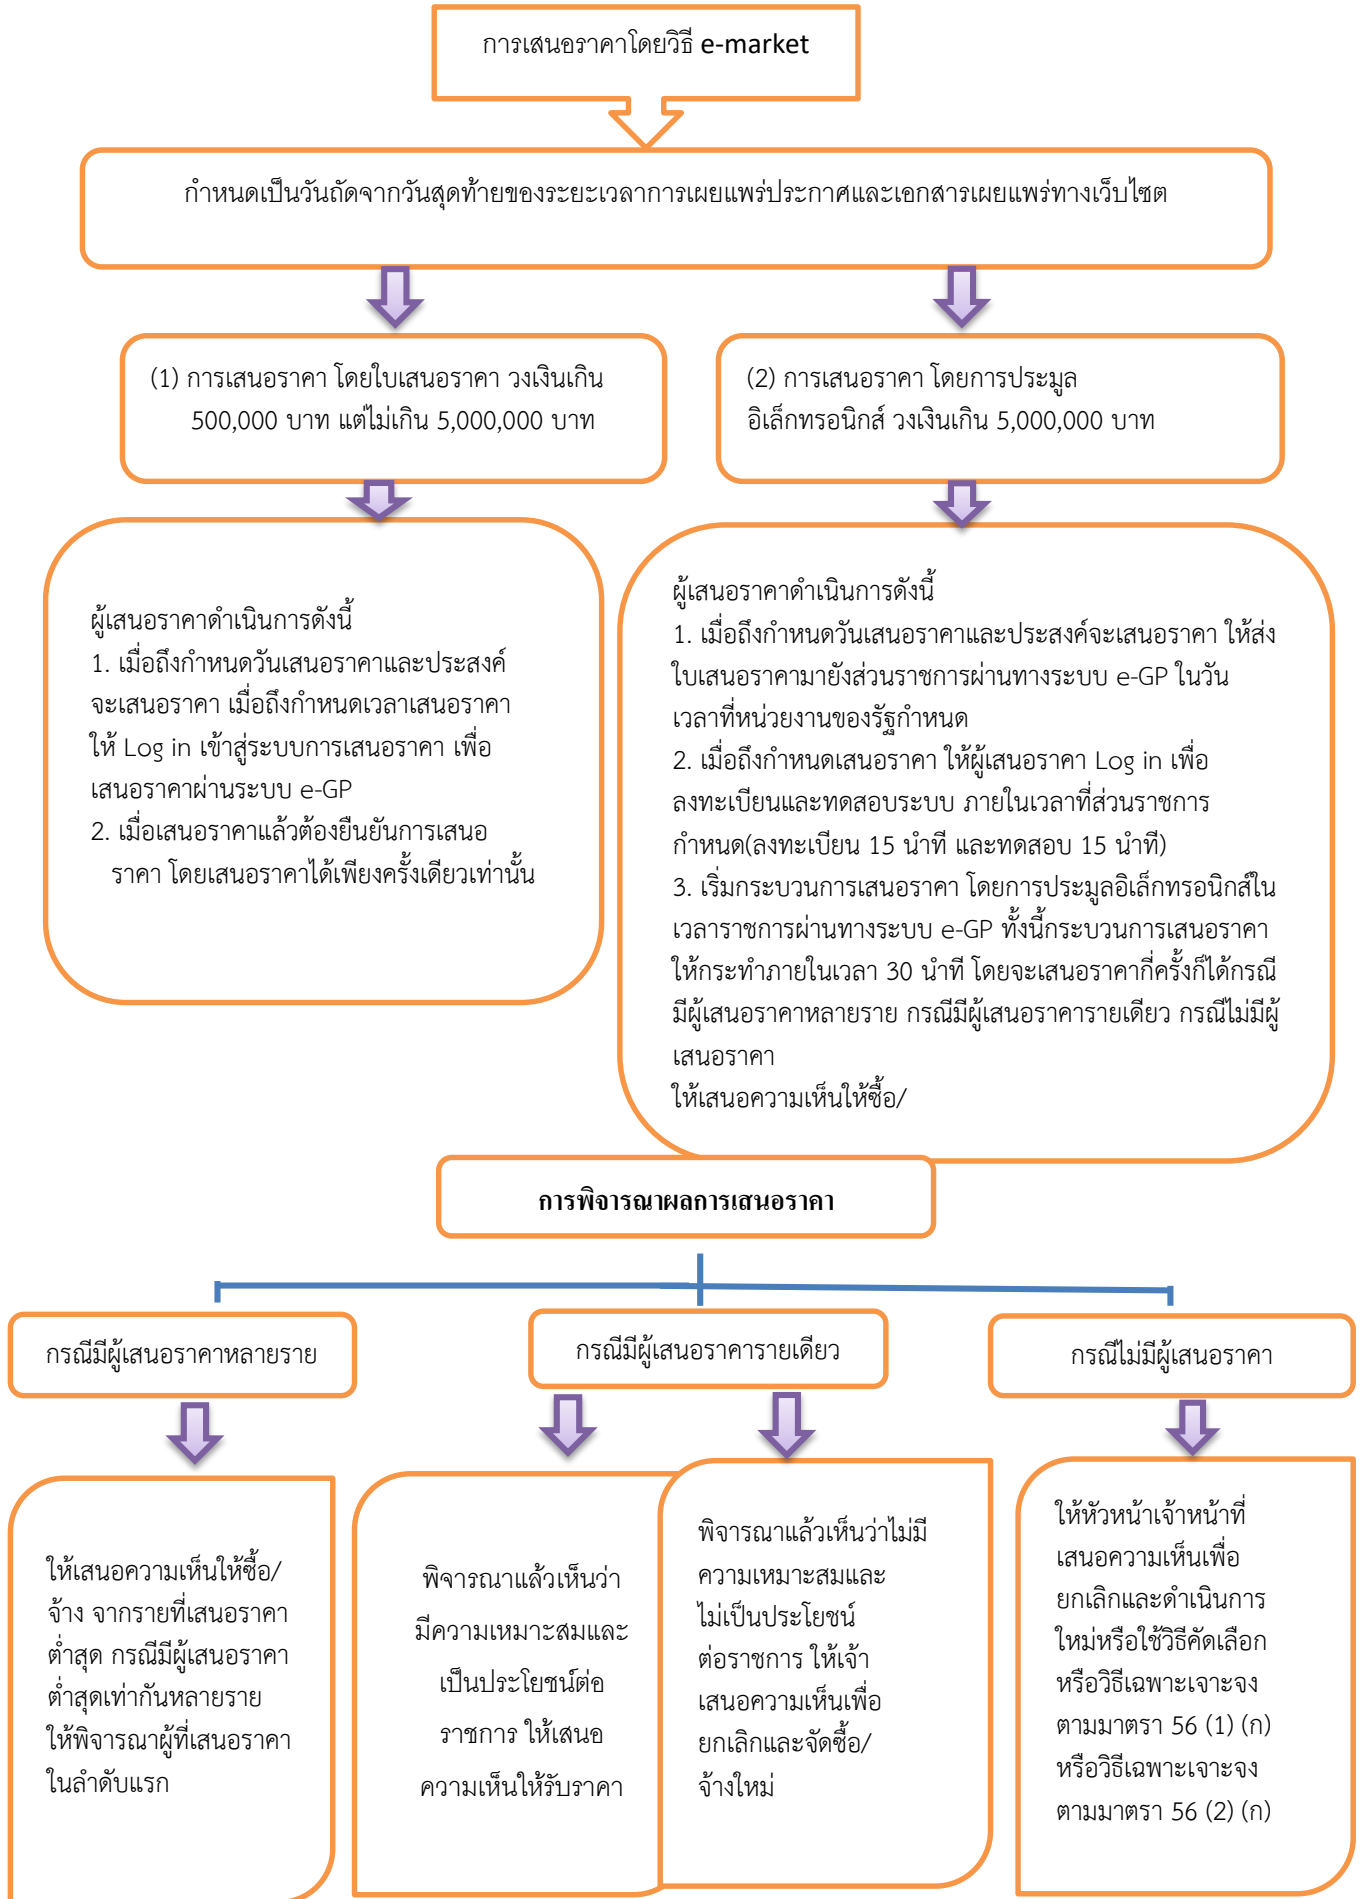 การเสนอราคาโดยวิธี e-market
กำหนดเป็นวันถัดจากวันสุดท้ายของระยะเวลาการเผยแพร่ประกาศและเอกสารเผยแพร่ทางเว็บไซต
(1) การเสนอราคา โดยใบเสนอราคา วงเงินเกิน
500,000 บาท แต่ไม่เกิน 5,000,000 บาท
(2) การเสนอราคา โดยการประมูล
อิเล็กทรอนิกส์ วงเงินเกิน 5,000,000 บาท
ผู้เสนอราคาดำเนินการดังนี้
1. เมื่อถึงกำหนดวันเสนอราคาและประสงค์
จะเสนอราคา เมื่อถึงกำหนดเวลาเสนอราคา
ให้ Log in เข้าสู่ระบบการเสนอราคา เพื่อ
เสนอราคาผ่านระบบ e-GP
2. เมื่อเสนอราคาแล้วต้องยืนยันการเสนอ
ราคา โดยเสนอราคาได้เพียงครั้งเดียวเท่านั้น
ผู้เสนอราคาดำเนินการดังนี้
1. เมื่อถึงกำหนดวันเสนอราคาและประสงค์จะเสนอราคา ให้ส่ง
ใบเสนอราคามายังส่วนราชการผ่านทางระบบ e-GP ในวัน
เวลาที่หน่วยงานของรัฐกำหนด
2. เมื่อถึงกำหนดเสนอราคา ให้ผู้เสนอราคา Log in เพื่อ
ลงทะเบียนและทดสอบระบบ ภายในเวลาที่ส่วนราชการ
กำหนด(ลงทะเบียน 15 นำที และทดสอบ 15 นำที)
3. เริ่มกระบวนการเสนอราคา โดยการประมูลอิเล็กทรอนิกส์ใน
เวลาราชการผ่านทางระบบ e-GP ทั้งนี้กระบวนการเสนอราคา
ให้กระทำภายในเวลา 30 นำที โดยจะเสนอราคากี่ครั้งก็ได้กรณี
มีผู้เสนอราคาหลายราย กรณีมีผู้เสนอราคารายเดียว กรณีไม่มีผู้
เสนอราคา
ให้เสนอความเห็นให้ซื้อ/
การพิจารณาผลการเสนอราคา
กรณีมีผู้เสนอราคาหลายราย
กรณีมีผู้เสนอราคารายเดียว
กรณีไม่มีผู้เสนอราคา
ให้เสนอความเห็นให้ซื้อ/
จ้าง จากรายที่เสนอราคา
ต่ำสุด กรณีมีผู้เสนอราคา
ต่ำสุดเท่ากันหลายราย
ให้พิจารณาผู้ที่เสนอราคา
ในลำดับแรก
พิจารณาแล้วเห็นว่า
มีความเหมาะสมและ
เป็นประโยชน์ต่อ
ราชการ ให้เสนอ
ความเห็นให้รับราคา
พิจารณาแล้วเห็นว่าไม่มี
ความเหมาะสมและ
ไม่เป็นประโยชน์
ต่อราชการ ให้เจ้า
เสนอความเห็นเพื่อ
ยกเลิกและจัดซื้อ/
จ้างใหม่
ให้หัวหน้าเจ้าหน้าที่
เสนอความเห็นเพื่อ
ยกเลิกและดำเนินการ
ใหม่หรือใช้วิธีคัดเลือก
หรือวิธีเฉพาะเจาะจง
ตามมาตรา 56 (1) (ก)
หรือวิธีเฉพาะเจาะจง
ตามมาตรา 56 (2) (ก)